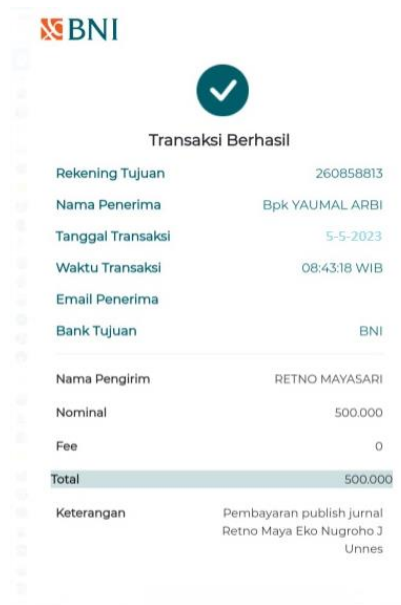 BNI
Transaksi Berhasil
Rekening Tujuan 260858813
Nama Penerima Bpk YAUMAL ARBI
Tanggal Transaksi 5-5-2023
Waktu Transaksi 08:43:18 WIB
Email Penerima
Bank Tujuan BNI
Nama Pengirim RETNO MAYASARI
Nominal 500.000
Fee 0
Total 500.000
Keterangan Pembayaran publish jurnal
Retno Maya Eko Nugroho J
Unnes